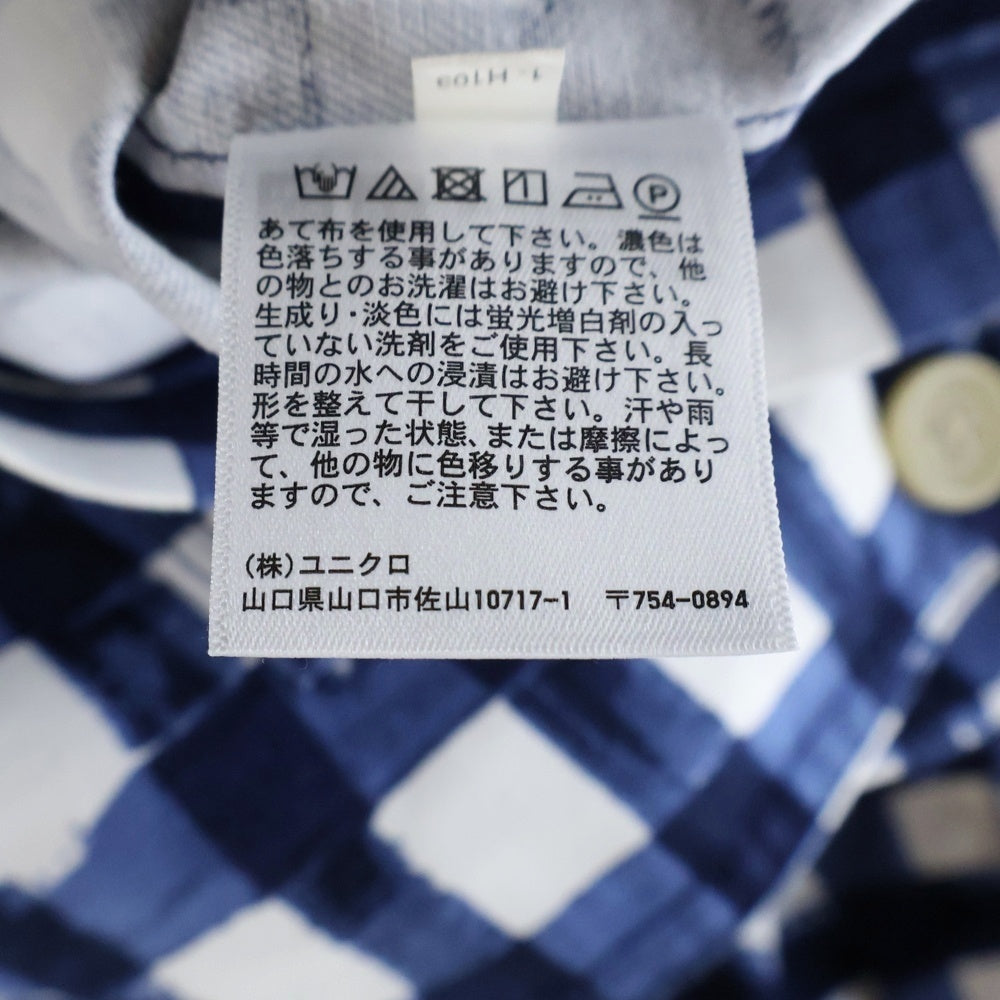 1. H103
P
あて布を使用して下さい。濃色は
色落ちする事がありますので、他
の物とのお洗濯はお避け下さい。
生成り・淡色には蛍光増白剤の入っ
ていない洗剤をご使用下さい。長
時間の水への浸漬はお避け下さい。
形を整えて干して下さい。汗や雨
等で湿った状態、または摩擦によっ
て、他の物に色移りする事があり
ますので、ご注意下さい。
(株)ユニクロ
山口県山口市佐山10717-1 〒754-0894